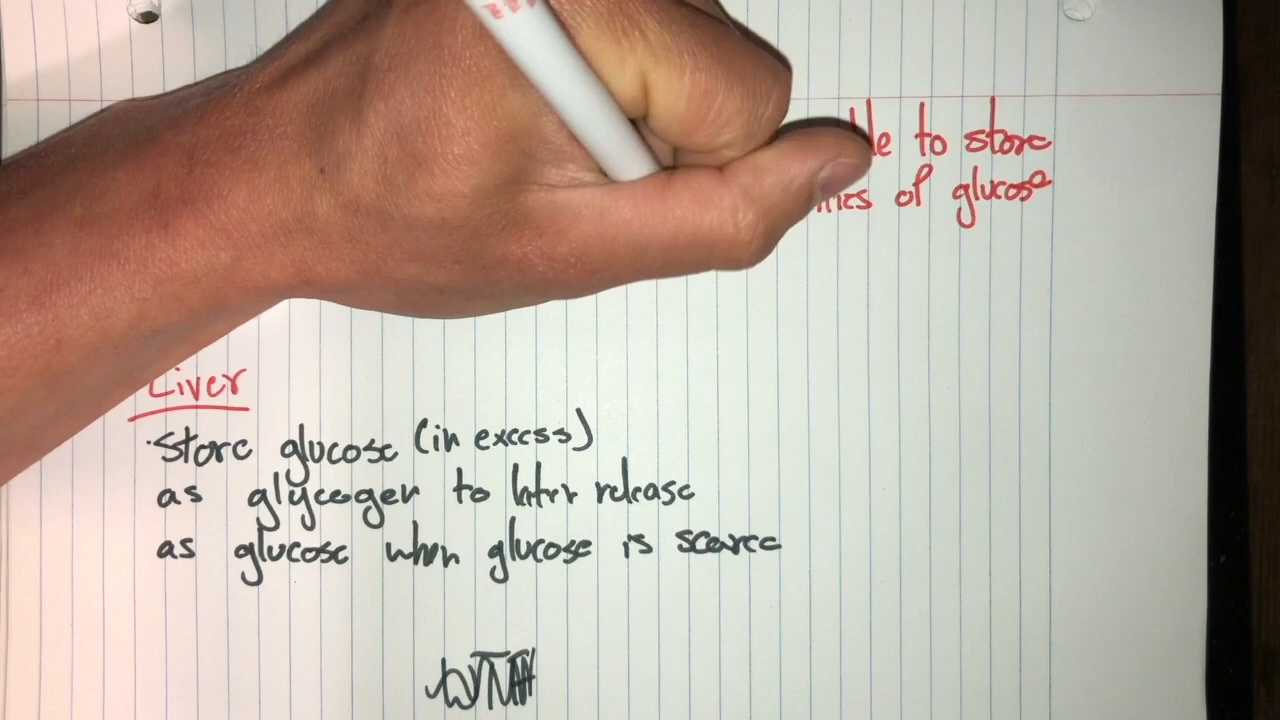 to store
of glucose
Liver
·Store glucose (in excess)
as glycogen to later release
as glucose when glucose is scarce